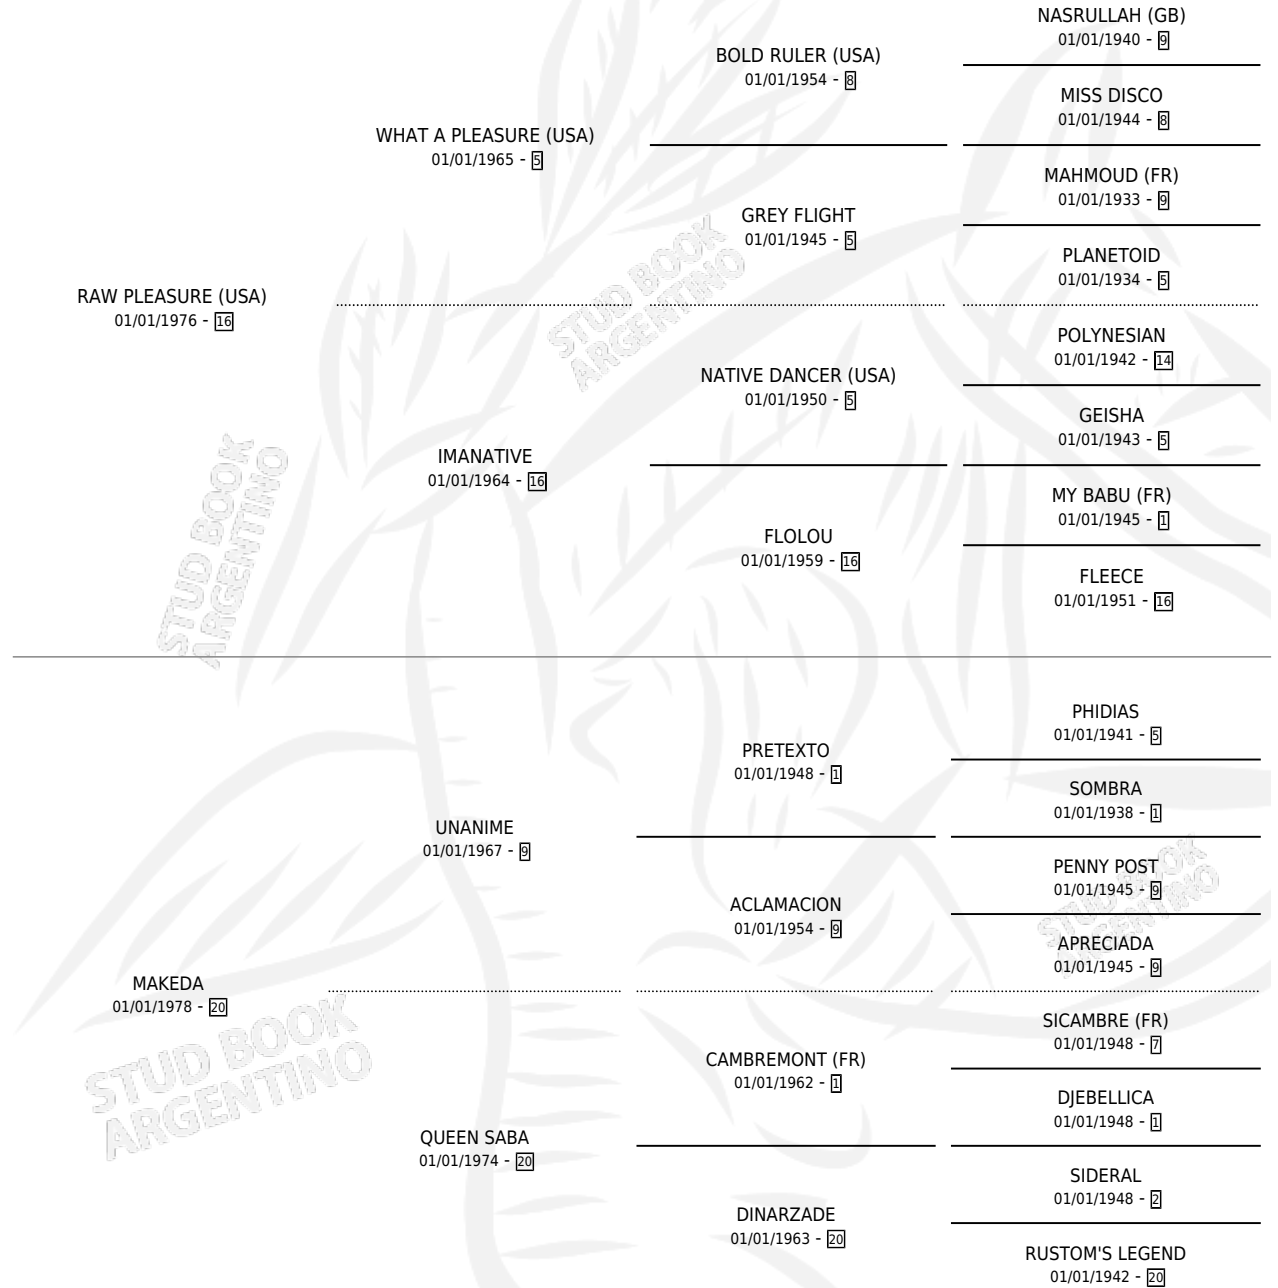 NASRULLAH (GB)
01/01/1940 - 9
BOLD RULER (USA)
01/01/1954 - 8
MISS DISCO
01/01/1944 - 8
WHAT A PLEASURE (USA)
01/01/1965 - 5
MAHMOUD (FR)
01/01/1933 - 9
GREY FLIGHT
01/01/1945 - 5
PLANETOID
01/01/1934 - 5
STUD BOOK
ARGENTINO
RAW PLEASURE (USA)
01/01/1976 - 16
POLYNESIAN
01/01/1942 - 14
NATIVE DANCER (USA)
01/01/1950 - 5
GEISHA
01/01/1943 - 5
IMANATIVE
01/01/1964 - 16
MY BABU (FR)
01/01/1945 - 1
FLOLOU
01/01/1959 - 16
FLEECE
01/01/1951 - 16
STUD BOOK
ARGENTINO
PHIDIAS
01/01/1941 - 5
PRETEXTO
01/01/1948 - 1
SOMBRA
01/01/1938 - 1
UNANIME
01/01/1967 - 9
PENNY POST
01/01/1945 - 9
ACLAMACION
01/01/1954 - 9
APRECIADA
01/01/1945 - 9
STUD BOOK
ARGENTINO
MAKEDA
01/01/1978 - 20
SICAMBRE (FR)
01/01/1948 - 7
CAMBREMONT (FR)
01/01/1962 - 1
DJEBELLICA
01/01/1948 - 1
STUD BOOK
ARGENTINO
QUEEN SABA
01/01/1974 - 20
SIDERAL
01/01/1948 - 2
DINARZADE
01/01/1963 - 20
RUSTOM'S LEGEND
01/01/1942 - 20